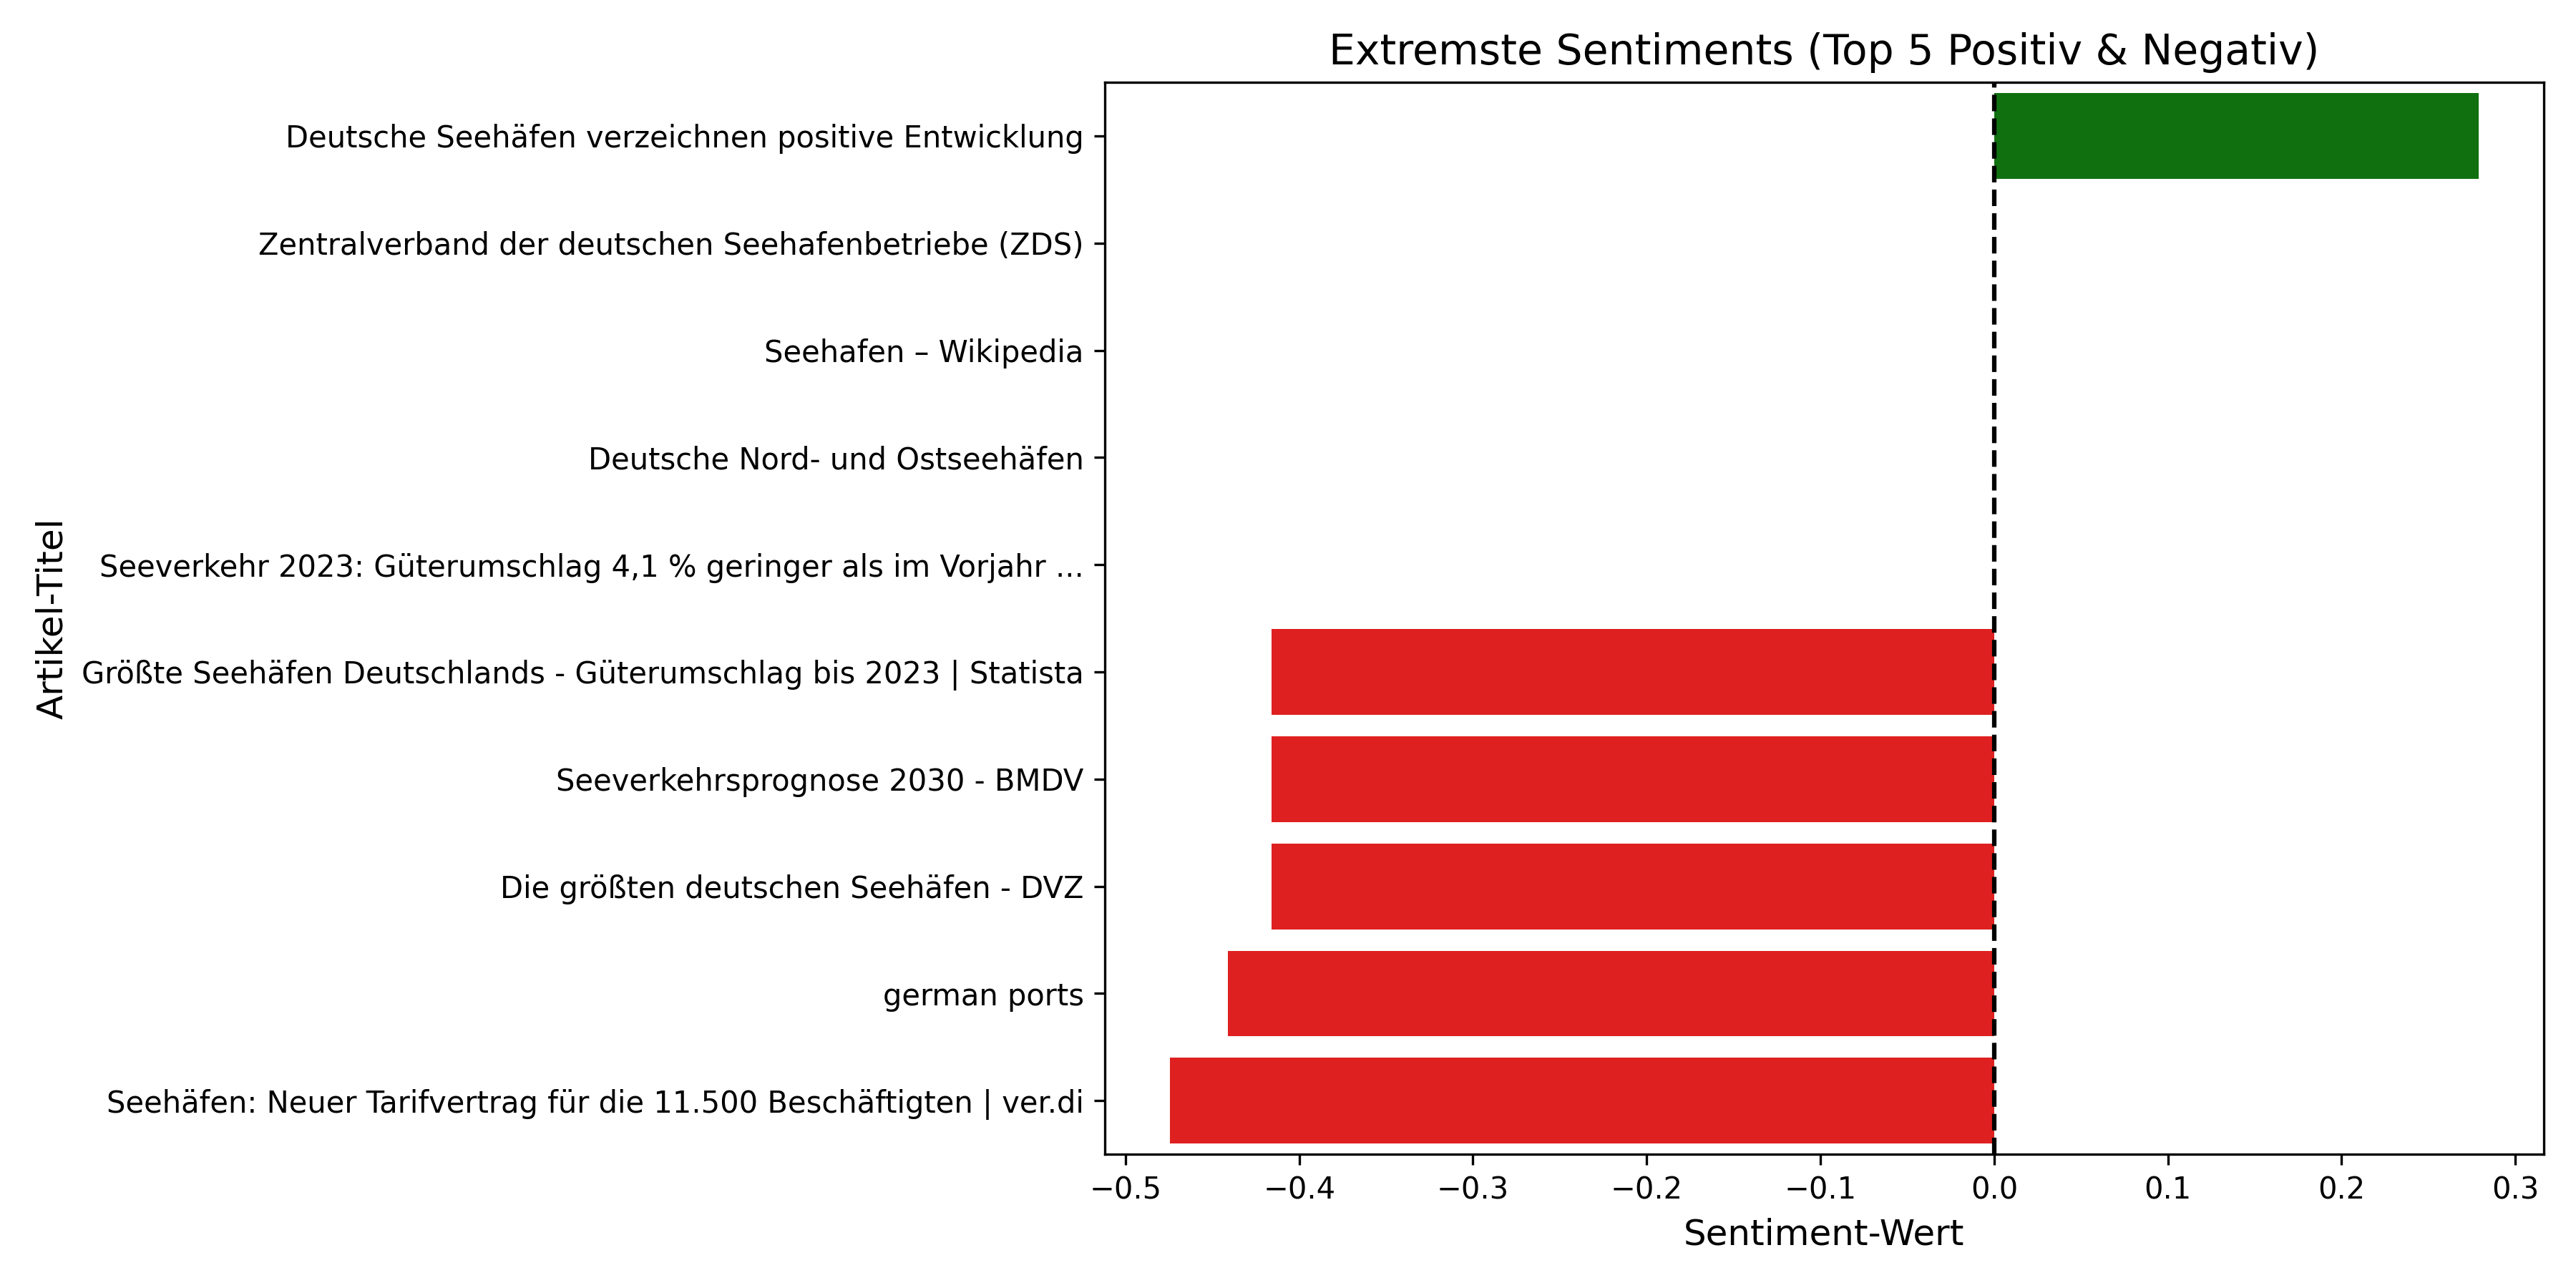 Extremste Sentiments (Top 5 Positiv & Negativ)
Artikel-Titel
Deutsche Seehäfen verzeichnen positive Entwicklung
Zentralverband der deutschen Seehafenbetriebe (ZDS)
Seehafen – Wikipedia
Deutsche Nord- und Ostseehäfen
Seeverkehr 2023: Güterumschlag 4,1 % geringer als im Vorjahr ...
Größte Seehäfen Deutschlands - Güterumschlag bis 2023 | Statista
Seeverkehrsprognose 2030 - BMDV
Die größten deutschen Seehäfen - DVZ
german ports
Seehäfen: Neuer Tarifvertrag für die 11.500 Beschäftigten | ver.di
−0.5 −0.4 −0.3 −0.2 −0.1 0.0 0.1 0.2 0.3
Sentiment-Wert